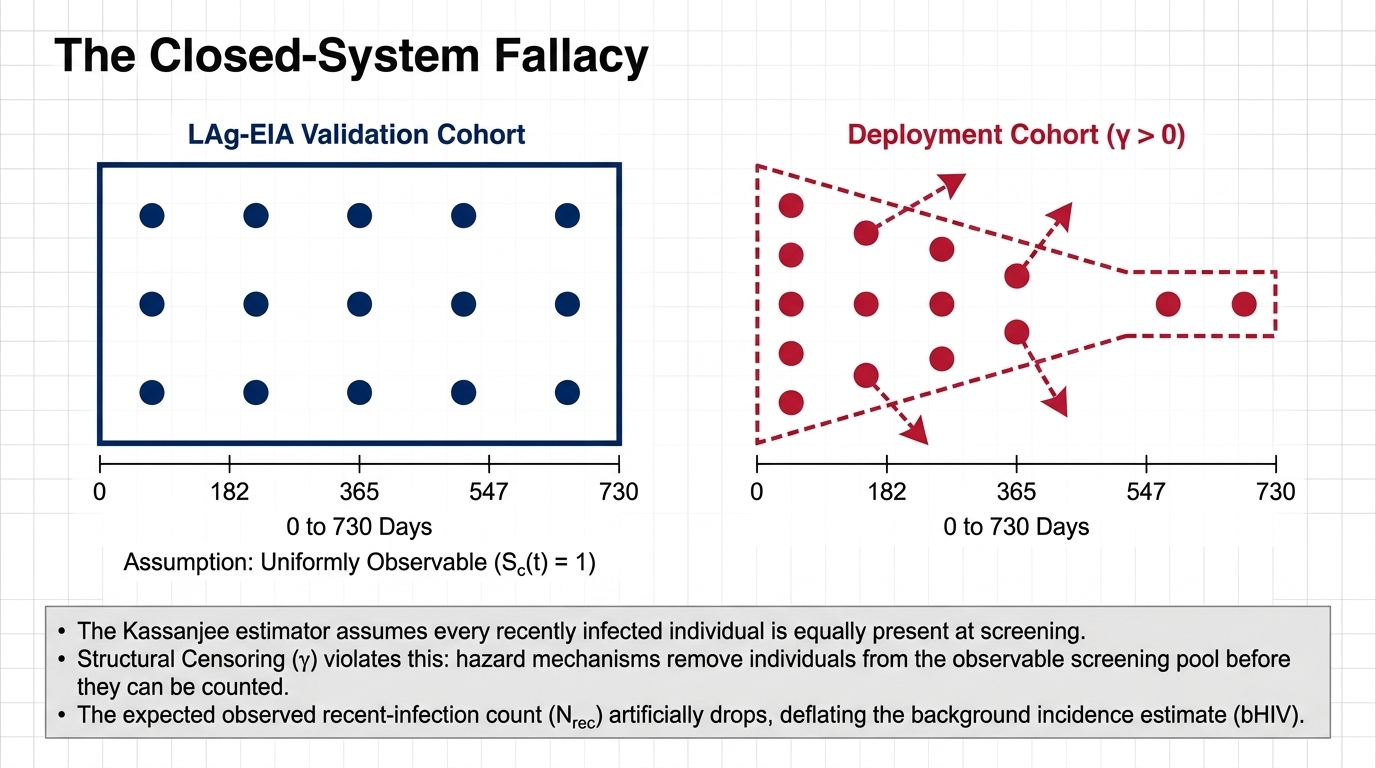 The Closed-System Fallacy
LAg-EIA Validation Cohort
0 182 365 547 730
0 to 730 Days
Assumption: Uniformly Observable (Sc(t) = 1)
Deployment Cohort (γ > 0)
0 182 365 547 730
0 to 730 Days
• The Kassanjee estimator assumes every recently infected individual is equally present at screening.
• Structural Censoring (γ) violates this: hazard mechanisms remove individuals from the observable screening pool before
they can be counted.
• The expected observed recent-infection count (Nrec) artificially drops, deflating the background incidence estimate (bHIV).